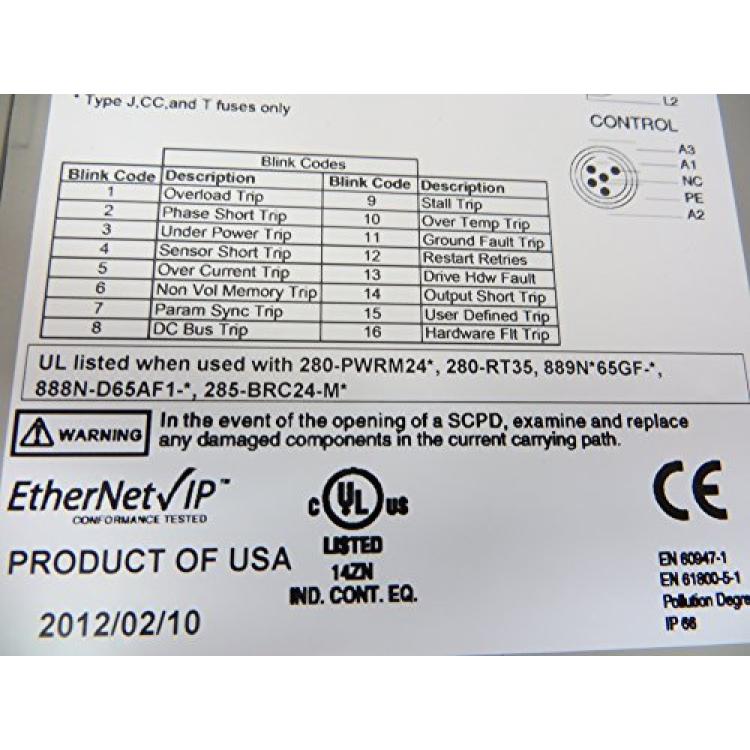 * Type J,CC,and T fuses only
L2
CONTROL
A3
A1
NC
PE
A2
Blink Codes
Blink Code Description Blink Code Description
1 Overload Trip 9 Stall Trip
2 Phase Short Trip 10 Over Temp Trip
3 Under Power Trip 11 Ground Fault Trip
4 Sensor Short Trip 12 Restart Retries
5 Over Current Trip 13 Drive Hdw Fault
6 Non Vol Memory Trip 14 Output Short Trip
7 Param Sync Trip 15 User Defined Trip
8 DC Bus Trip 16 Hardware Flt Trip
UL listed when used with 280-PWRM24*, 280-RT35, 889N*65GF-*,
888N-D65AF1-*, 285-BRC24-M*
WARNING In the event of the opening of a SCPD, examine and replace
any damaged components in the current carrying path.
EtherNet/IP™
CONFORMANCE TESTED
C UL US
LISTED
14ZN
IND. CONT. EQ.
CE
PRODUCT OF USA
2012/02/10
EN 60947-1
EN 61800-5-1
Pollution Degre
IP 66